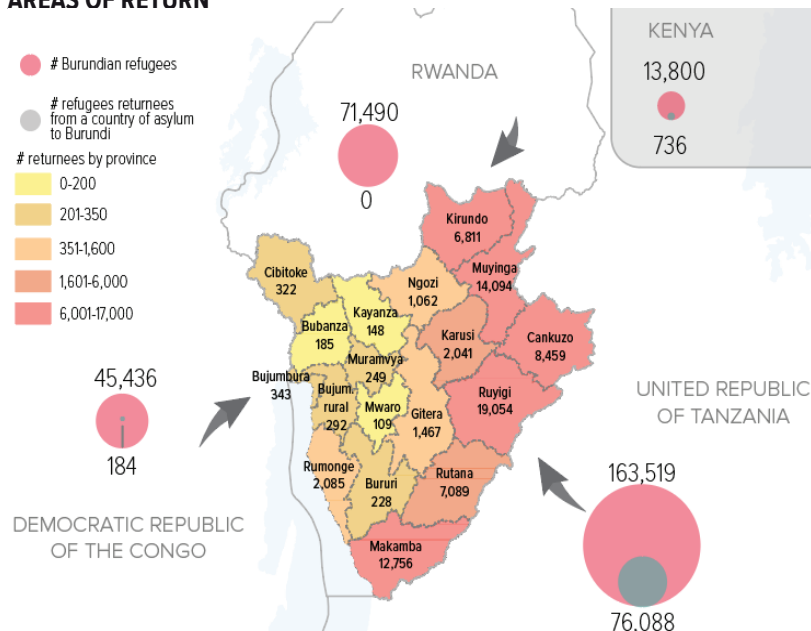 AREAS OF RETURN
# Burundian refugees
# refugees returnees
from a country of asylum
to Burundi
# returnees by province
0-200
201-350
351-1,600
1,601-6,000
6,001-17,000
RWANDA
71,490
0
KENYA
13,800
736
Kirundo
6,811
Muyinga
14,094
Cibitoke
322
Ngozi
1,062
Kayanza
148
Bubanza
185
Karusi
2,041
Cankuzo
8,459
Muramvya
249
Bujumbura
343
Bujum.
rural
292
Mwaro
109
Gitera
1,467
Ruyigi
19,054
Rumonge
2,085
Bururi
228
Rutana
7,089
Makamba
12,756
45,436
184
DEMOCRATIC REPUBLIC
OF THE CONGO
UNITED REPUBLIC
OF TANZANIA
163,519
76,088